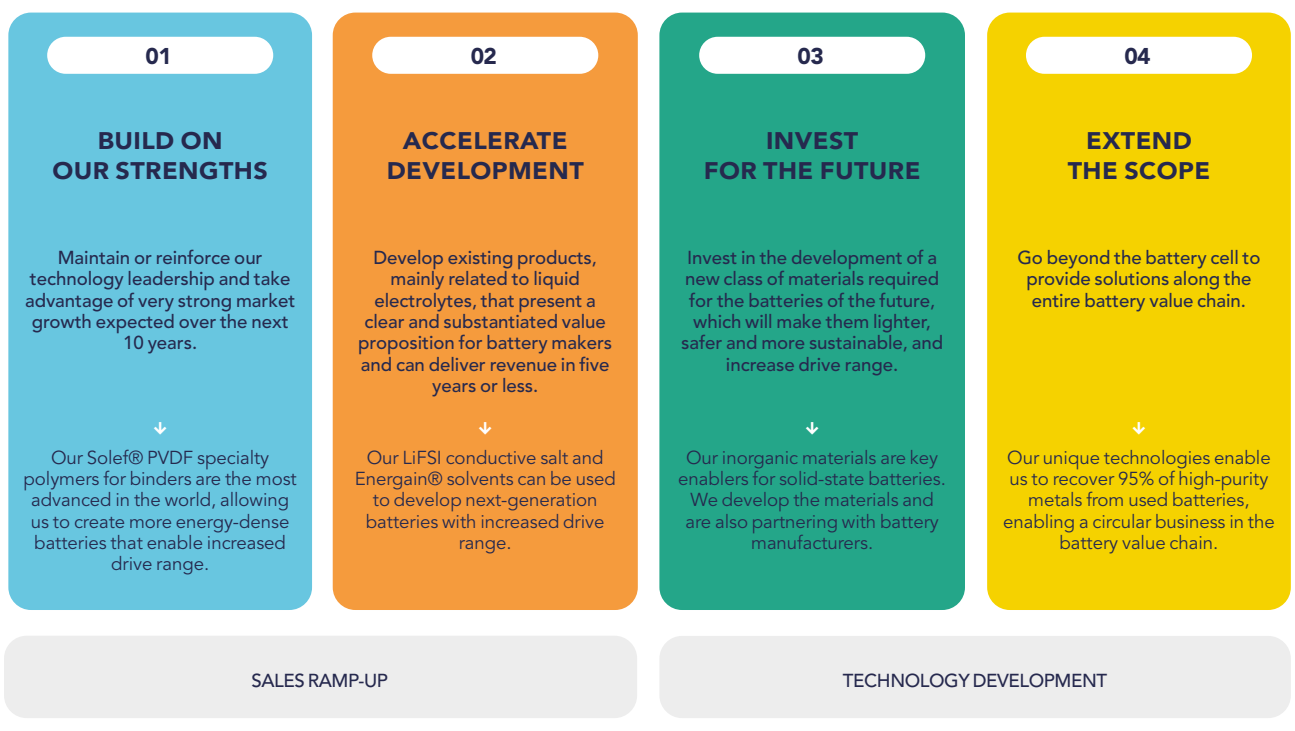 01
BUILD ON
OUR STRENGTHS
Maintain or reinforce our
technology leadership and take
advantage of very strong market
growth expected over the next
10 years.
↓
Our Solef® PVDF specialty
polymers for binders are the most
advanced in the world, allowing
us to create more energy-dense
batteries that enable increased
drive range.
02
ACCELERATE
DEVELOPMENT
Develop existing products,
mainly related to liquid
electrolytes, that present a
clear and substantiated value
proposition for battery makers
and can deliver revenue in five
years or less.
↓
Our LiFSI conductive salt and
Energain® solvents can be used
to develop next-generation
batteries with increased drive
range.
03
INVEST
FOR THE FUTURE
Invest in the development of a
new class of materials required
for the batteries of the future,
which will make them lighter,
safer and more sustainable, and
increase drive range.
↓
Our inorganic materials are key
enablers for solid-state batteries.
We develop the materials and
are also partnering with battery
manufacturers.
04
EXTEND
THE SCOPE
Go beyond the battery cell to
provide solutions along the
entire battery value chain.
↓
Our unique technologies enable
us to recover 95% of high-purity
metals from used batteries,
enabling a circular business in the
battery value chain.
SALES RAMP-UP
TECHNOLOGY DEVELOPMENT